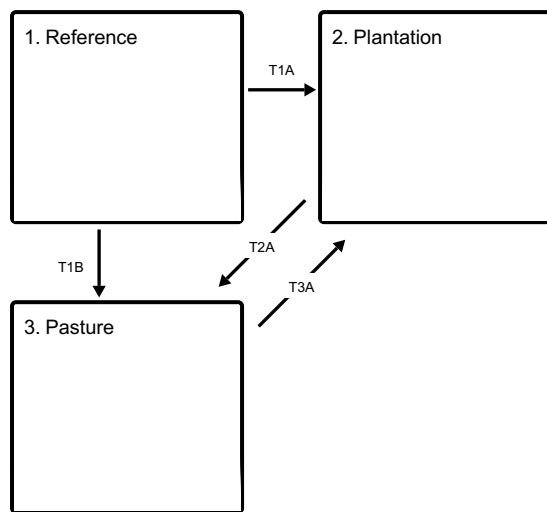 1. Reference
2. Plantation
T1A
T2A
T1B
T3A
3. Pasture